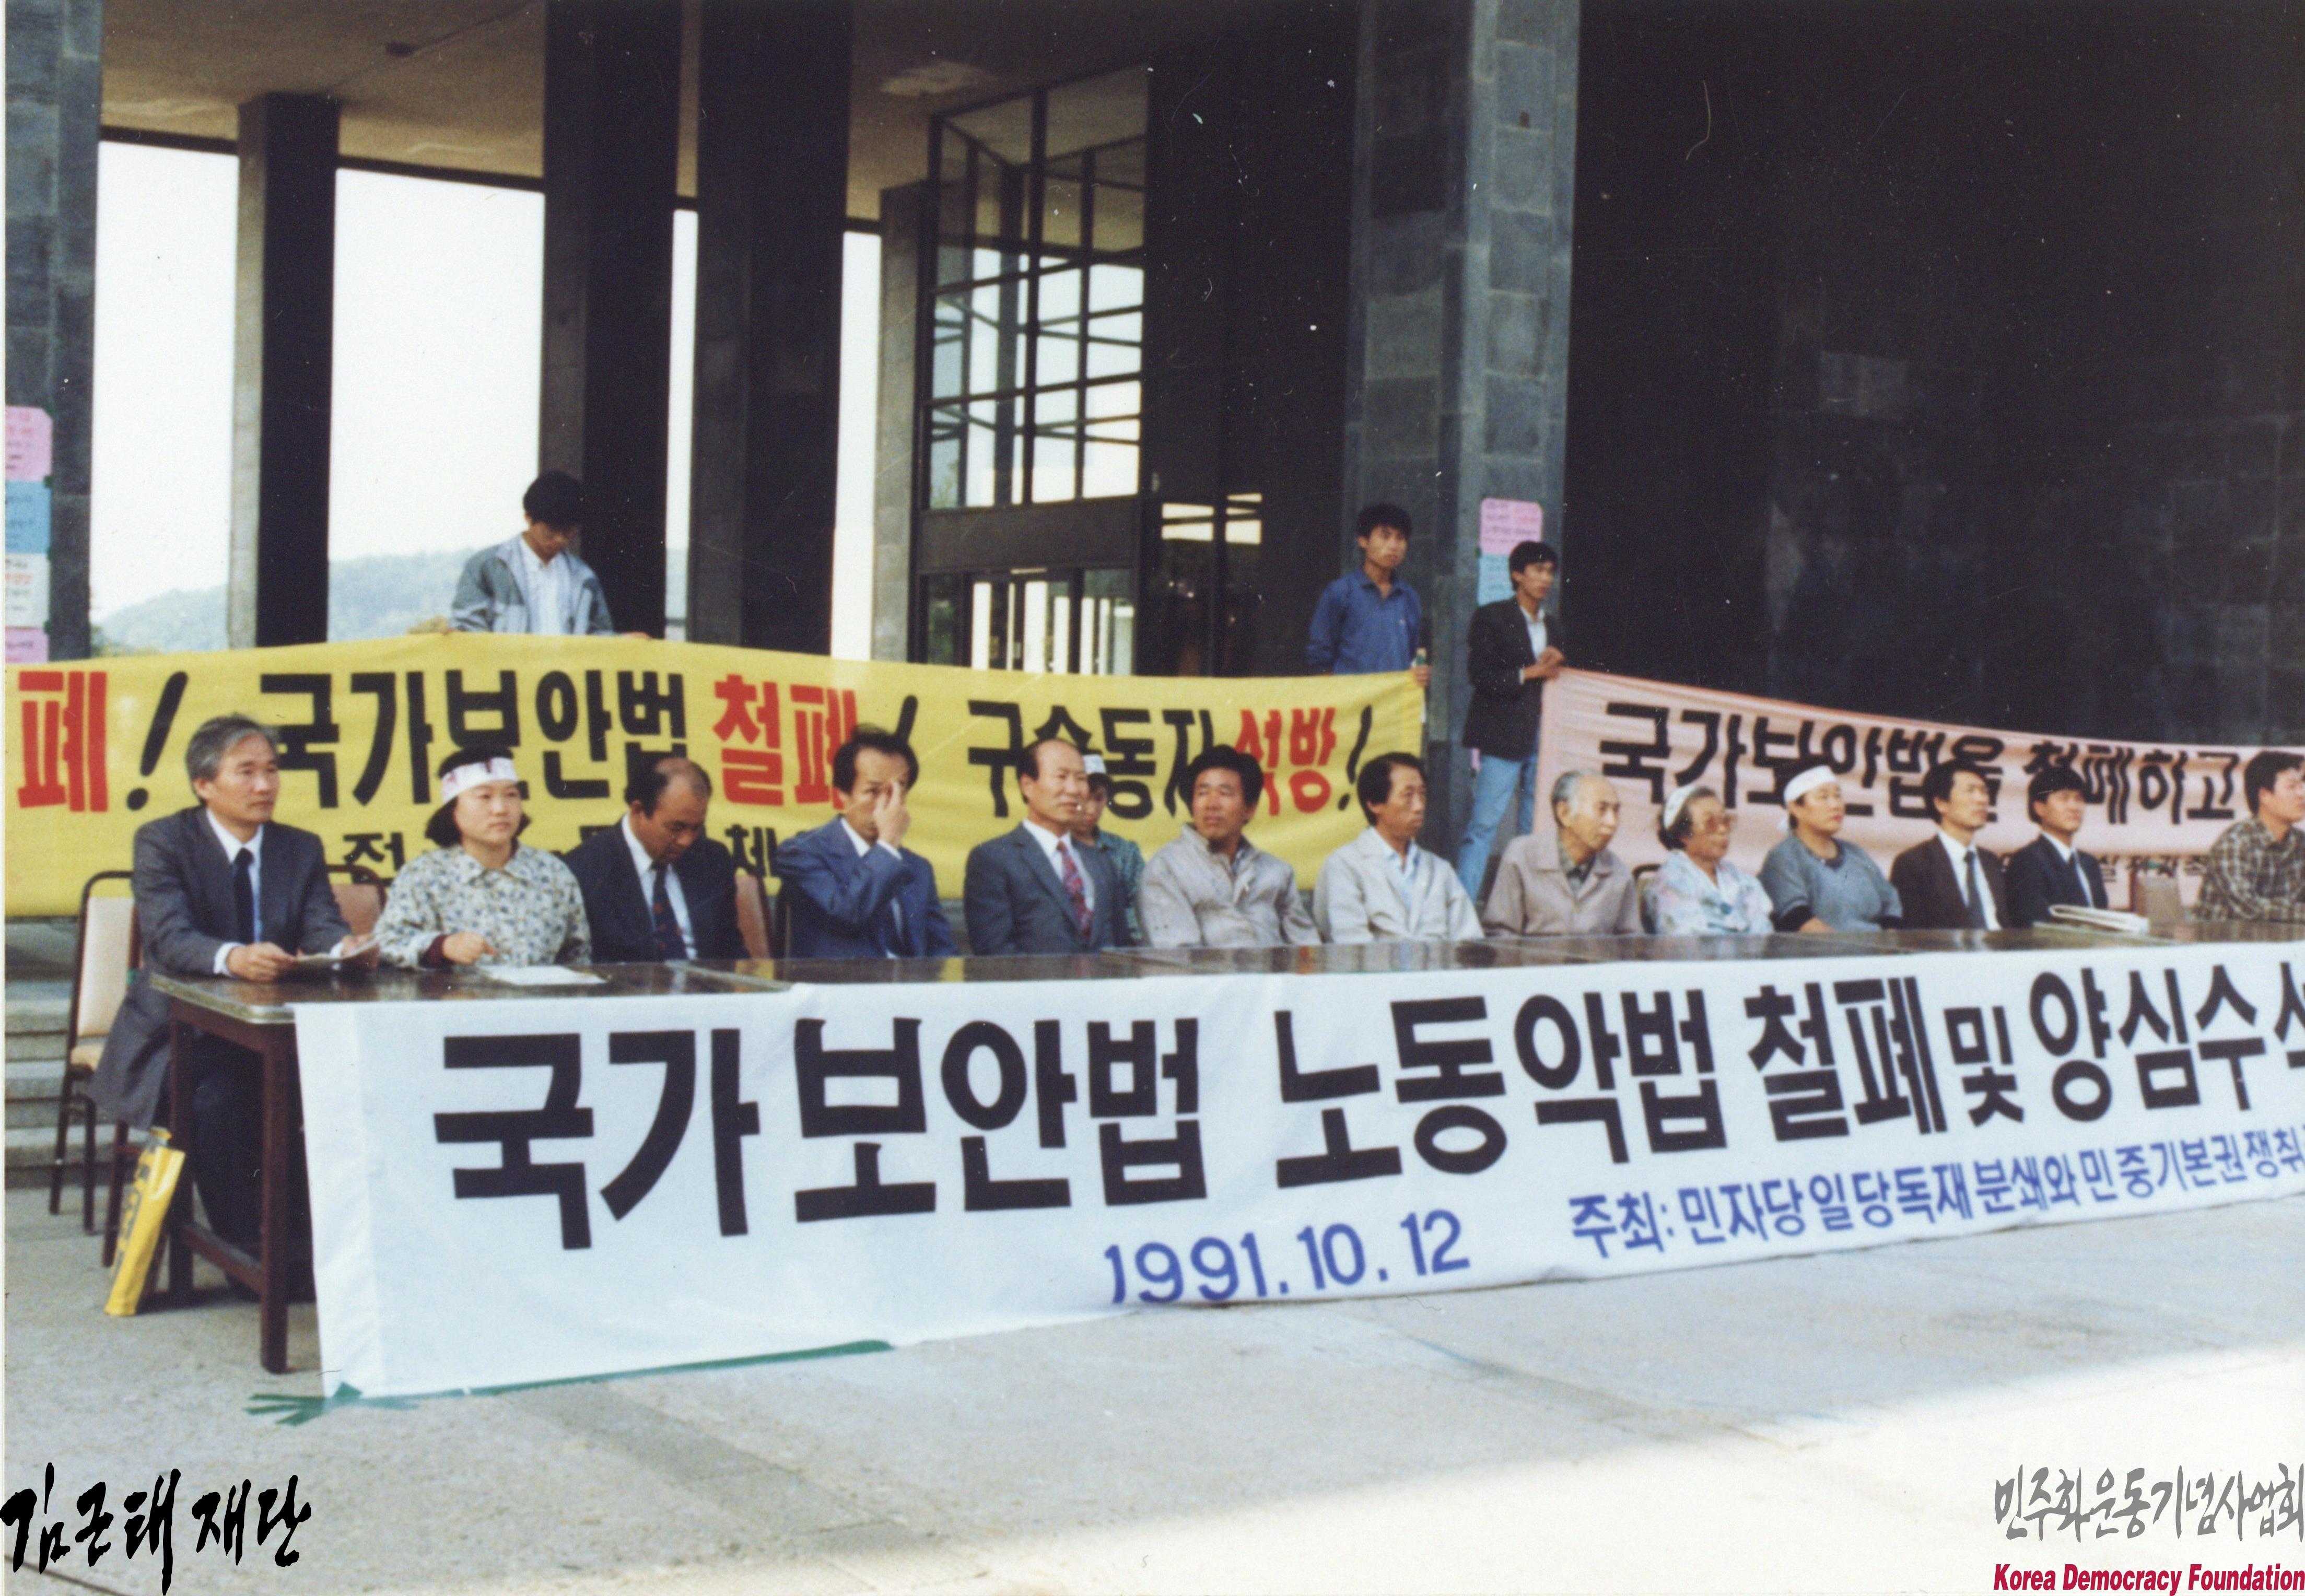 폐! 국가보안법 철폐! 구속동지 석방!
국가보안법을 철폐하고
국가보안법 노동악법 철폐 및 양심수
1991.10.12 주최: 민자당 일당독재 분쇄와 민중기본권 쟁취
김근태 재단
민주화운동기념사업회
Korea Democracy Foundation